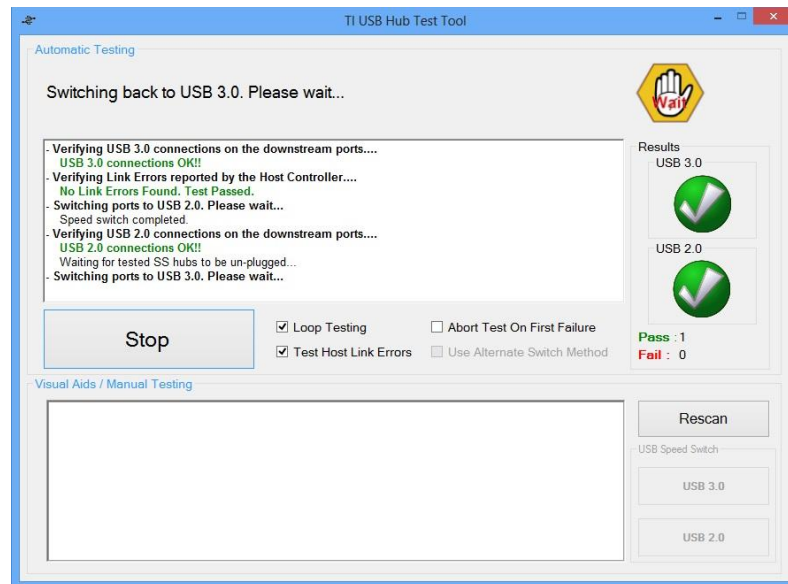 TI USB Hub Test Tool
Automatic Testing
Switching back to USB 3.0. Please wait...
Wait
- Verifying USB 3.0 connections on the downstream ports....
USB 3.0 connections OK!!
- Verifying Link Errors reported by the Host Controller....
No Link Errors Found. Test Passed.
- Switching ports to USB 2.0. Please wait...
Speed switch completed.
- Verifying USB 2.0 connections on the downstream ports....
USB 2.0 connections OK!!
Waiting for tested SS hubs to be un-plugged...
- Switching ports to USB 3.0. Please wait...
Results
USB 3.0
USB 2.0
Pass : 1
Fail : 0
Stop
Loop Testing
Abort Test On First Failure
Test Host Link Errors
Use Alternate Switch Method
Visual Aids / Manual Testing
Rescan
USB Speed Switch
USB 3.0
USB 2.0